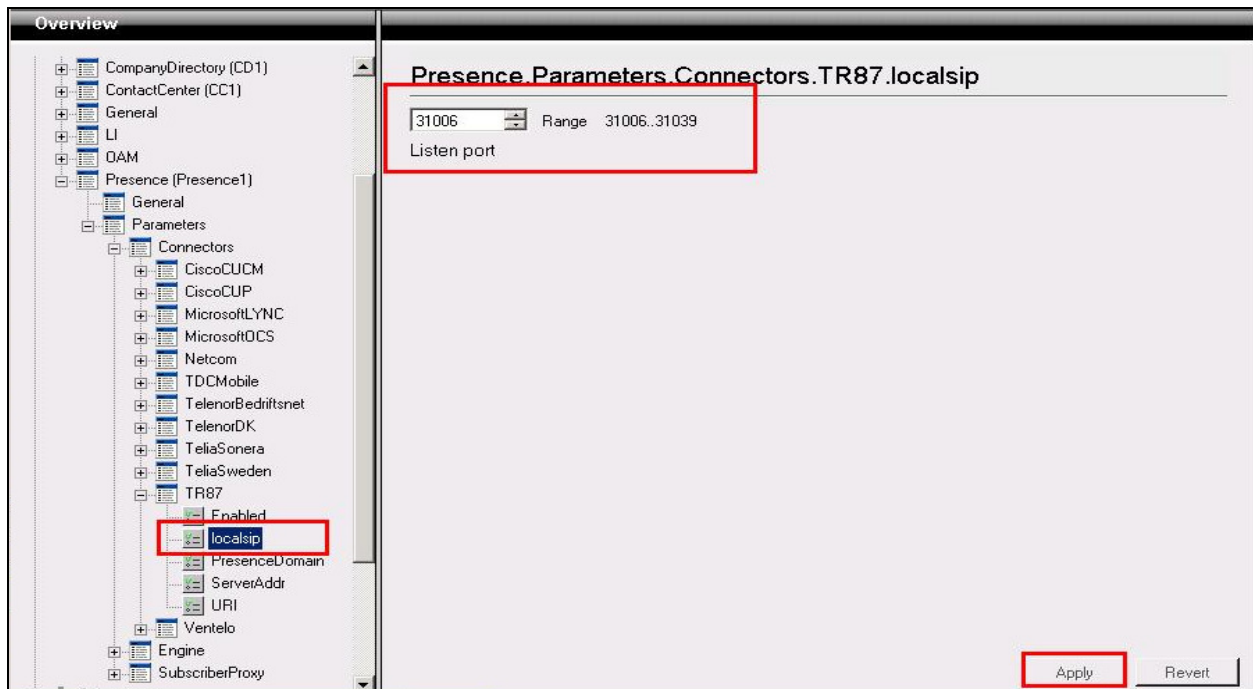 Overview
CompanyDirectory (CD1)
ContactCenter (CC1)
General
LI
OAM
Presence (Presence1)
General
Parameters
Connectors
CiscoCUCM
CiscoCUP
MicrosoftLYNC
MicrosoftOCS
Netcom
TDCMobile
TelenorBedriftsnet
TelenorDK
TeliaSonera
TeliaSweden
TR87
Enabled
localsip
PresenceDomain
ServerAddr
URI
Ventelo
Engine
SubscriberProxy
Presence.Parameters.Connectors.TR87.localsip
31006 Range 31006..31039
Listen port
Apply Revert